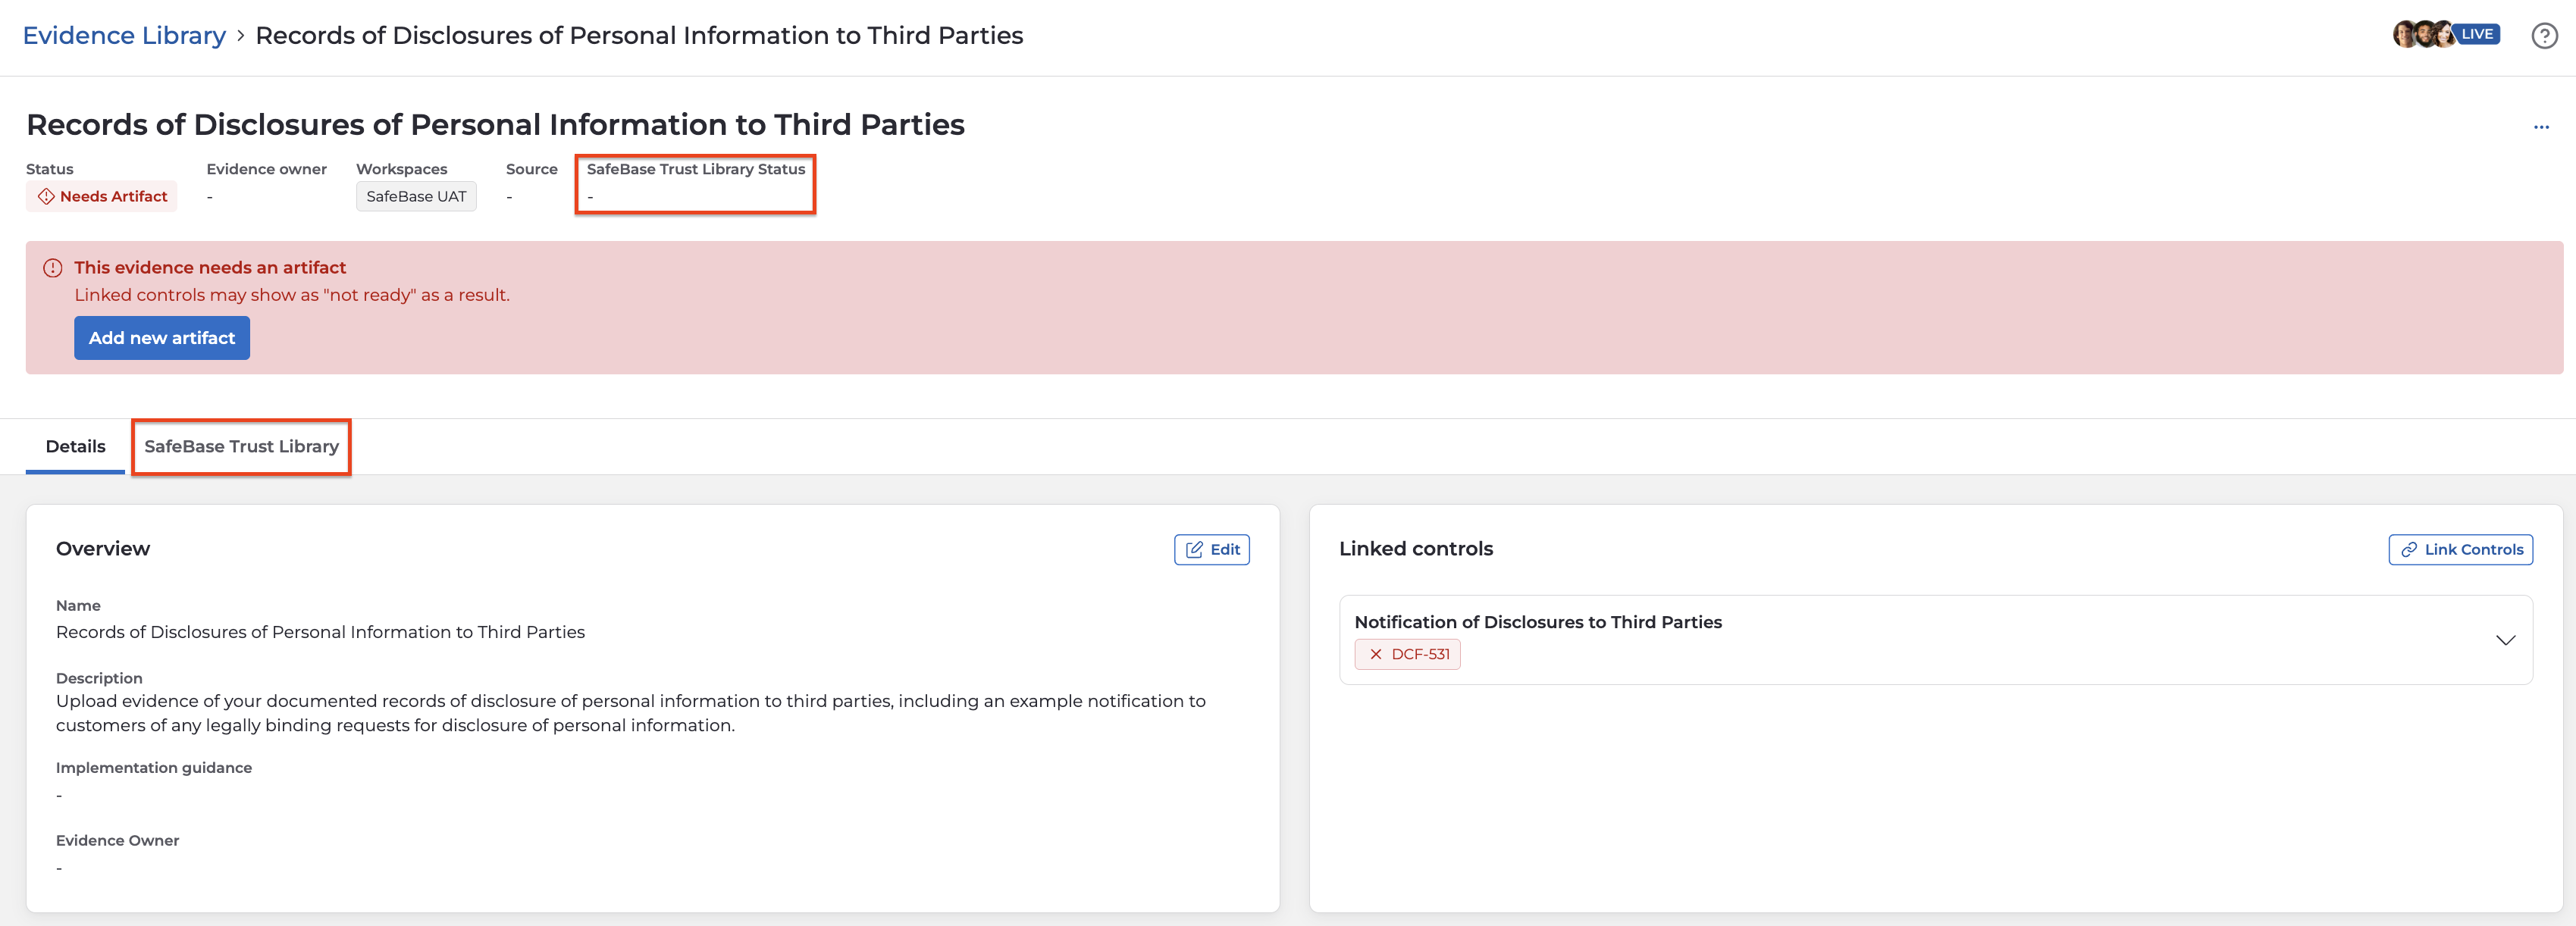 Evidence Library > Records of Disclosures of Personal Information to Third Parties
LIVE
?
Records of Disclosures of Personal Information to Third Parties
...
Status
Needs Artifact
Evidence owner
-
Workspaces
SafeBase UAT
Source
-
SafeBase Trust Library Status
-
This evidence needs an artifact
Linked controls may show as "not ready" as a result.
Add new artifact
Details
SafeBase Trust Library
Overview
Edit
Name
Records of Disclosures of Personal Information to Third Parties
Description
Upload evidence of your documented records of disclosure of personal information to third parties, including an example notification to
customers of any legally binding requests for disclosure of personal information.
Implementation guidance
-
Evidence Owner
-
Linked controls
Link Controls
Notification of Disclosures to Third Parties
DCF-531